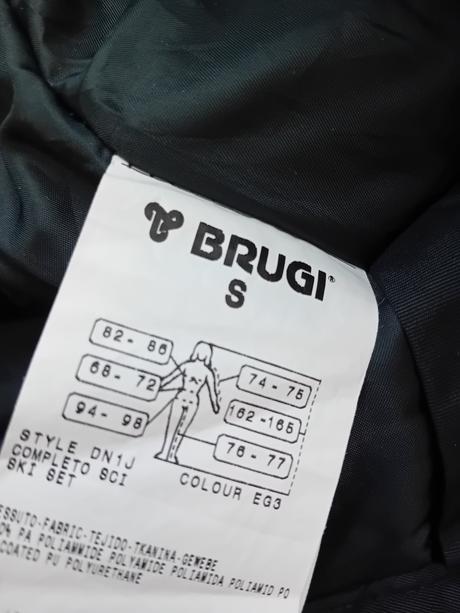 BRUGI®
S
82- 86
68- 72
94- 98
74- 75
162-165
76- 77
STYLE DN1J
COMPLETO SCI
SKI SET
COLOUR EG3
ESSUTO-FABRIC-TEJIDO-TKANINA-GEWEBE
0% PA POLIAMMIDE POLYAMIDE POLIAMIDA POLIAMID PO
COATED PU POLYURETHANE